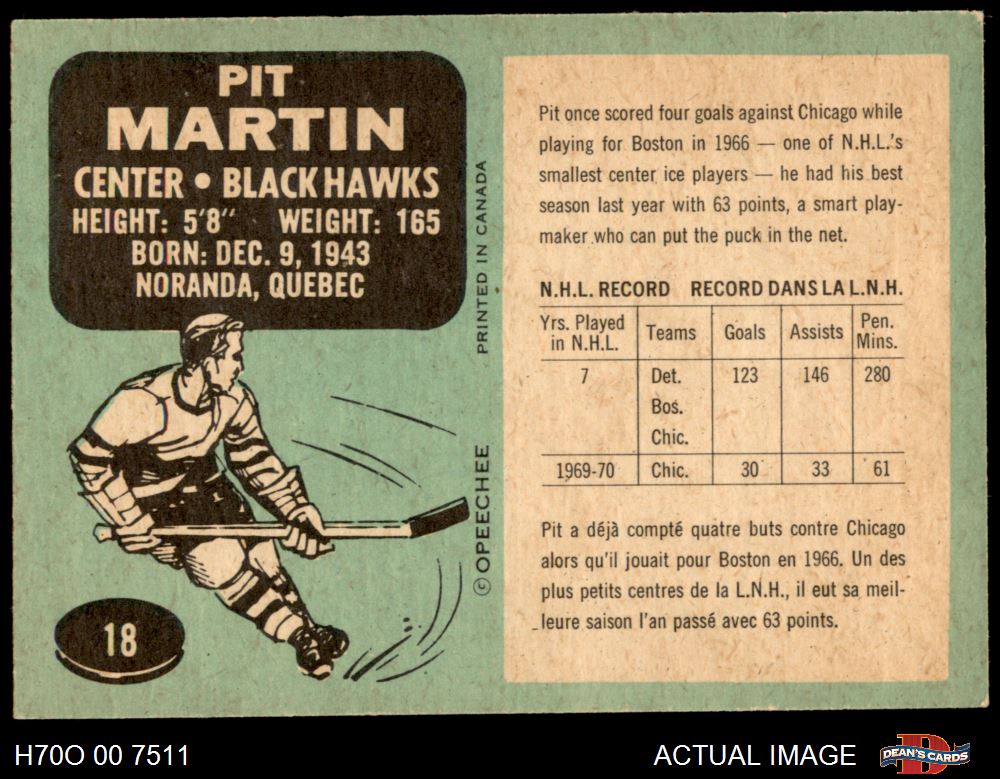 PIT
MARTIN
CENTER • BLACK HAWKS
HEIGHT: 5'8" WEIGHT: 165
BORN: DEC. 9, 1943
NORANDA, QUEBEC
PRINTED IN CANADA
© OPEECHEE
18
Pit once scored four goals against Chicago while
playing for Boston in 1966 — one of N.H.L.'s
smallest center ice players — he had his best
season last year with 63 points, a smart play-
maker who can put the puck in the net.
N.H.L. RECORD RECORD DANS LA L.N.H.
Yrs. Played in N.H.L. Teams Goals Assists Pen. Mins.
7 Det. 123 146 280
Bos.
Chic.
1969-70 Chic. 30 33 61
Pit a déjà compté quatre buts contre Chicago
alors qu'il jouait pour Boston en 1966. Un des
plus petits centres de la L.N.H., il eut sa meil-
leure saison l'an passé avec 63 points.
H70O 00 7511 ACTUAL IMAGE DEAN'S CARDS